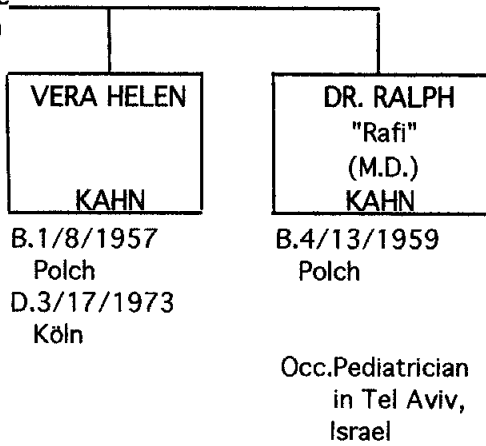 VERA HELEN
KAHN
B.1/8/1957
Polch
D.3/17/1973
Köln
DR. RALPH
"Rafi"
(M.D.)
KAHN
B.4/13/1959
Polch
Occ.Pediatrician
in Tel Aviv,
Israel